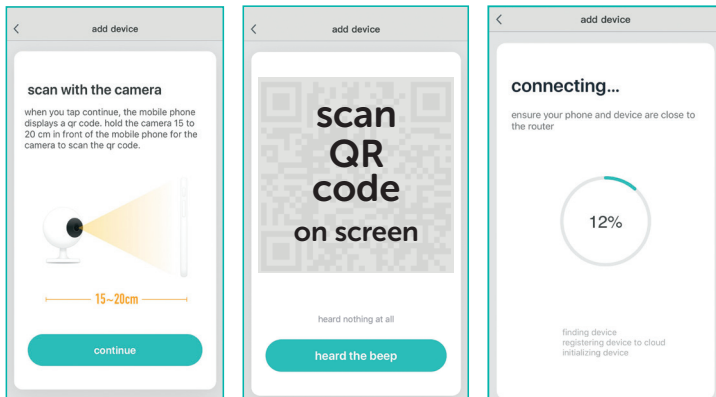 add device
scan with the camera
when you tap continue, the mobile phone
displays a qr code. hold the camera 15 to
20 cm in front of the mobile phone for the
camera to scan the qr code.
15~20cm
continue
add device
scan
QR
code
on screen
heard nothing at all
heard the beep
add device
connecting...
ensure your phone and device are close to
the router
12%
finding device
registering device to cloud
initializing device